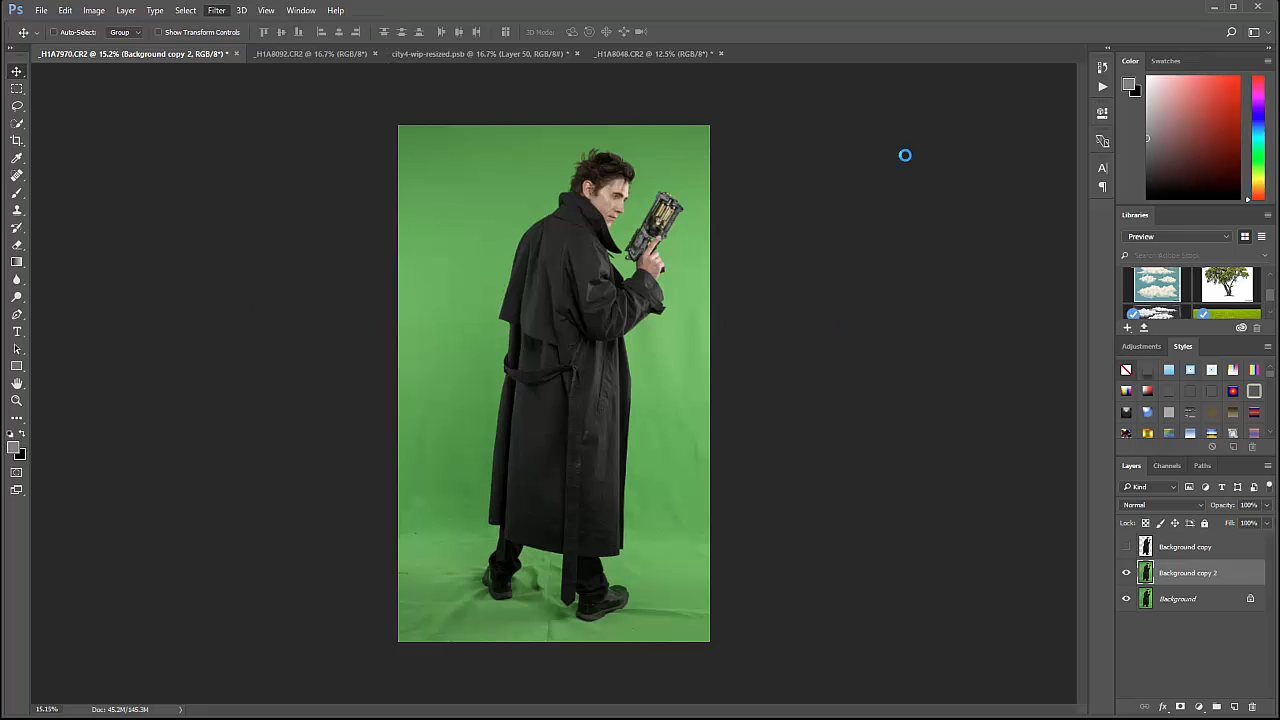 Ps File Edit Image Layer Type Select Filter 3D View Window Help
Auto-Select: Group Show Transform Controls 3D Mode:
_H1A7970.CR2 @ 15.2% (Background copy 2, RGB/8*) * × _H1A8092.CR2 @ 16.7% (RGB/8*) × city4-wip-resized.psb @ 16.7% (Layer 50, RGB/8#) * × _H1A8048.CR2 @ 12.5% (RGB/8*) * ×
Color Swatches
Libraries
Preview
Search Adobe Stock
Adjustments Styles
Layers Channels Paths
Kind
Normal Opacity: 100%
Lock: Fill: 100%
Background copy
Background copy 2
Background
15.15% Doc: 45.2M/145.3M